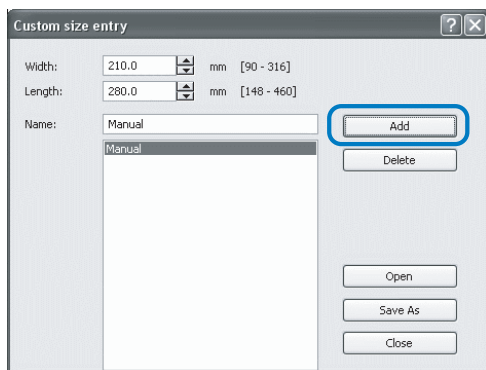 Custom size entry
Width: 210.0 mm [90 - 316]
Length: 280.0 mm [148 - 460]
Name: Manual Add
Manual Delete
Open
Save As
Close